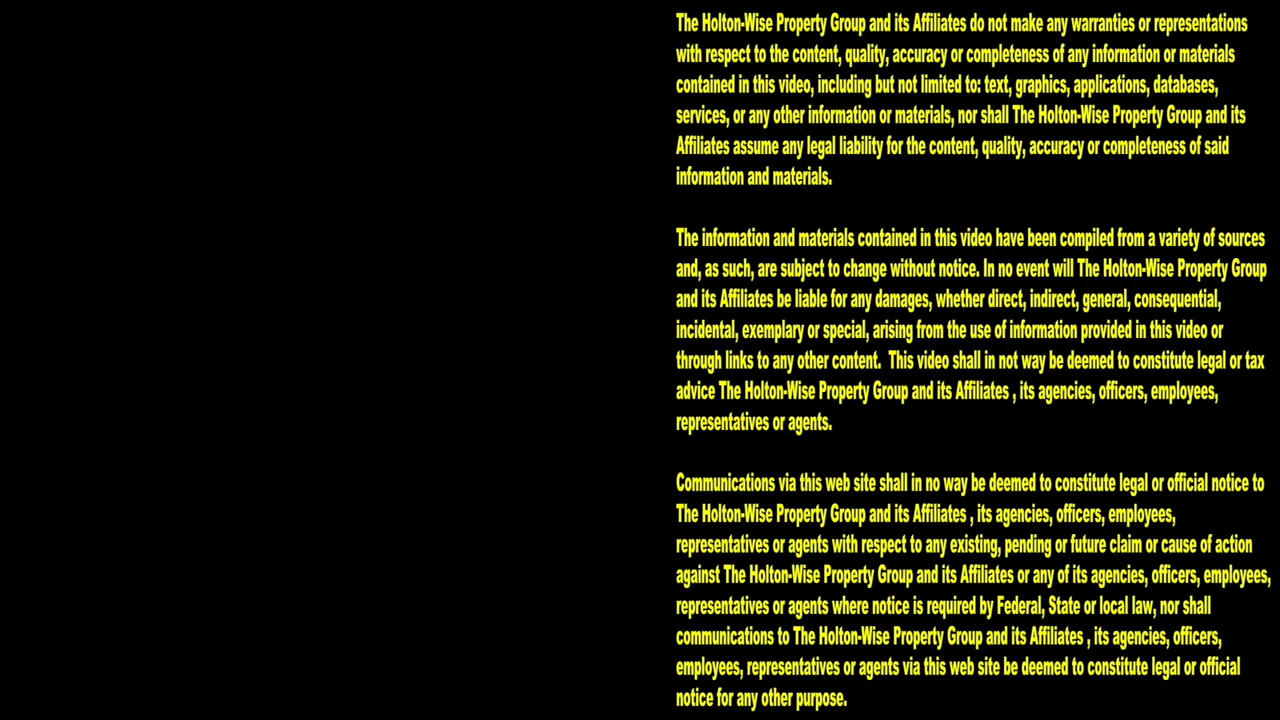 The Holton-Wise Property Group and its Affiliates do not make any warranties or representations
with respect to the content, quality, accuracy or completeness of any information or materials
contained in this video, including but not limited to: text, graphics, applications, databases,
services, or any other information or materials, nor shall The Holton-Wise Property Group and its
Affiliates assume any legal liability for the content, quality, accuracy or completeness of said
information and materials.
The information and materials contained in this video have been compiled from a variety of sources
and, as such, are subject to change without notice. In no event will The Holton-Wise Property Group
and its Affiliates be liable for any damages, whether direct, indirect, general, consequential,
incidental, exemplary or special, arising from the use of information provided in this video or
through links to any other content.  This video shall in not way be deemed to constitute legal or tax
advice The Holton-Wise Property Group and its Affiliates , its agencies, officers, employees,
representatives or agents.
Communications via this web site shall in no way be deemed to constitute legal or official notice to
The Holton-Wise Property Group and its Affiliates , its agencies, officers, employees,
representatives or agents with respect to any existing, pending or future claim or cause of action
against The Holton-Wise Property Group and its Affiliates or any of its agencies, officers, employees,
representatives or agents where notice is required by Federal, State or local law, nor shall
communications to The Holton-Wise Property Group and its Affiliates , its agencies, officers,
employees, representatives or agents via this web site be deemed to constitute legal or official
notice for any other purpose.